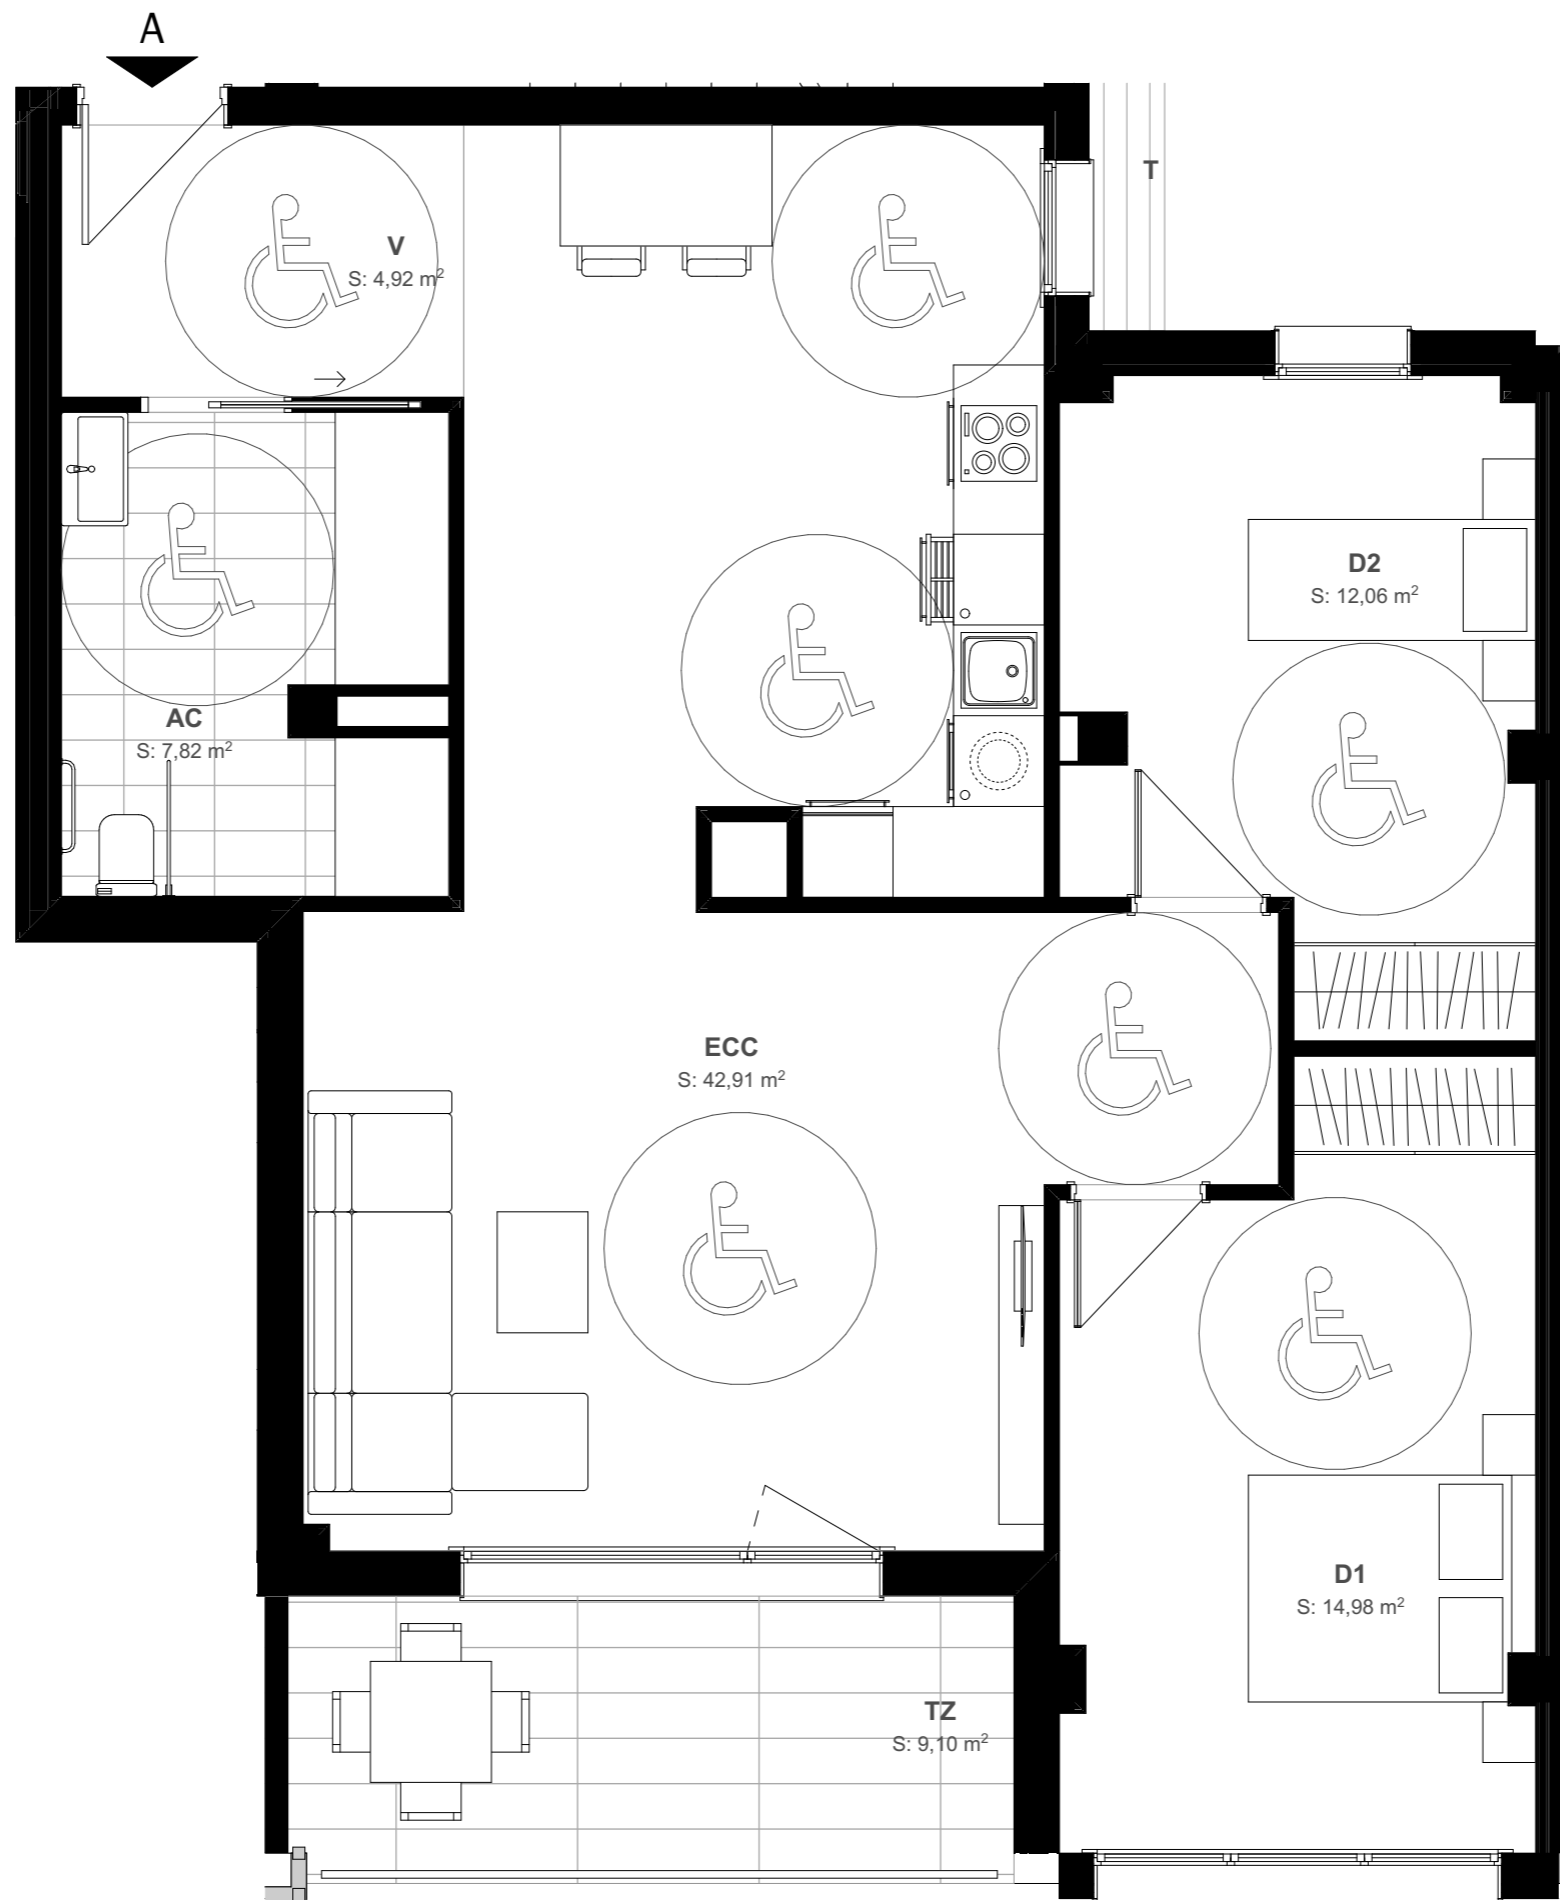 A
T
V
S: 4,92 m²
D2
S: 12,06 m²
AC
S: 7,82 m²
ECC
S: 42,91 m²
D1
S: 14,98 m²
TZ
S: 9,10 m²